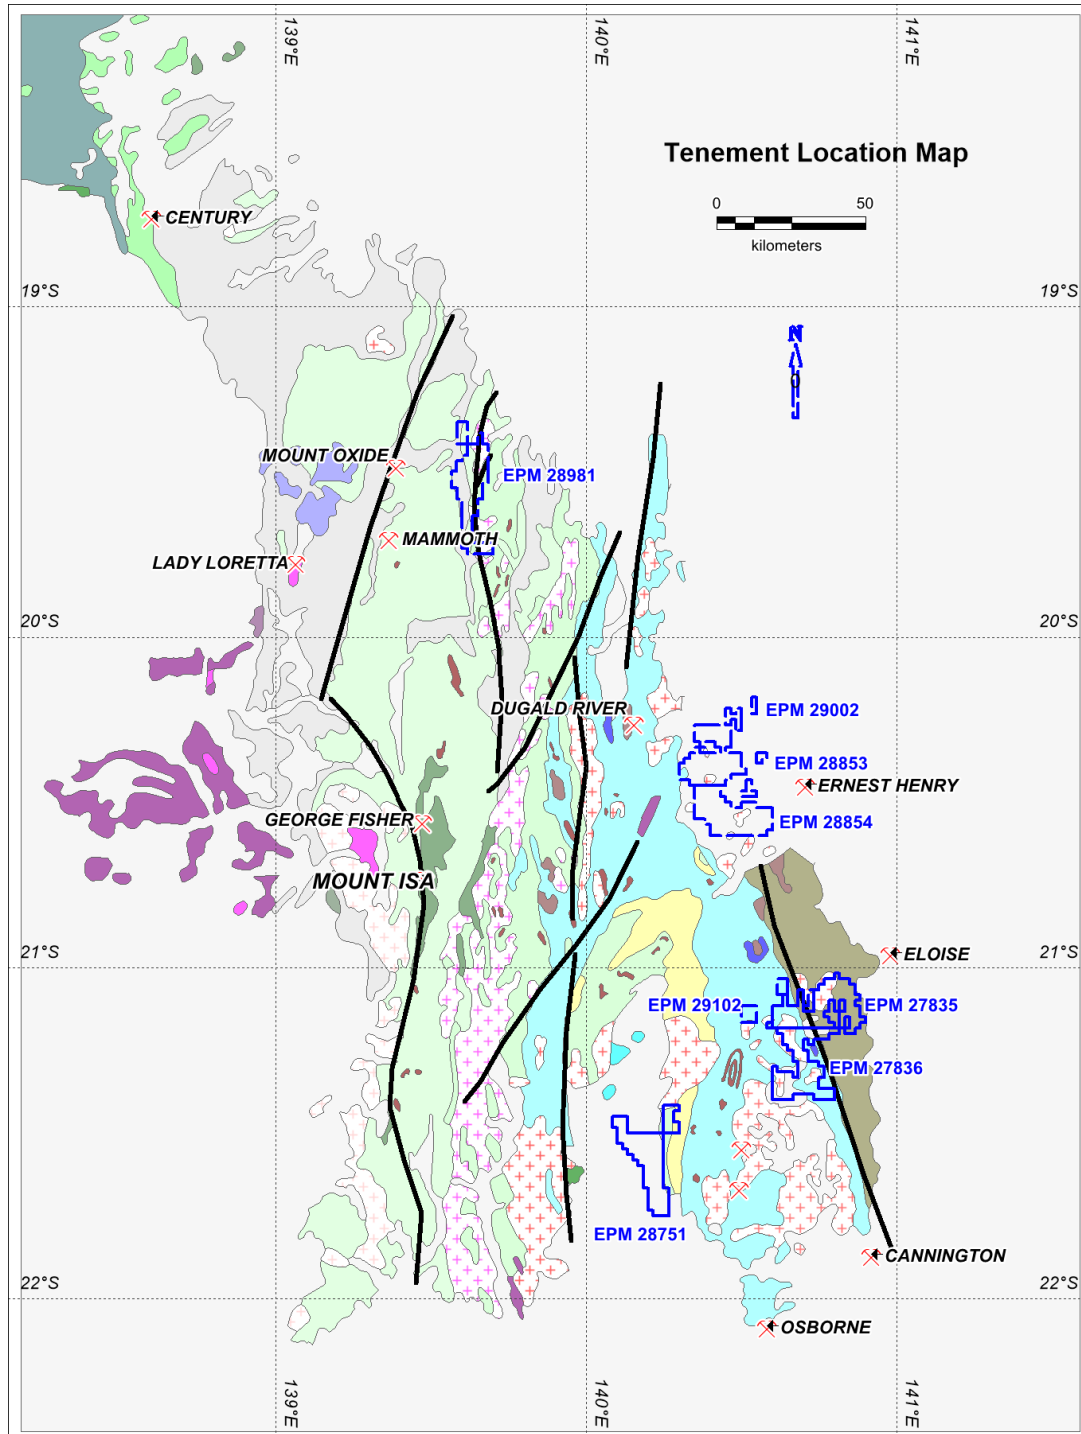 139°E
140°E
141°E
Tenement Location Map
0 50
kilometers
CENTURY
19°S
19°S
N
MOUNT OXIDE
EPM 28981
MAMMOTH
LADY LORETTA
20°S
20°S
DUGALD RIVER
EPM 29002
EPM 28853
ERNEST HENRY
GEORGE FISHER
EPM 28854
MOUNT ISA
21°S
21°S
ELOISE
EPM 29102
EPM 27835
EPM 27836
EPM 28751
CANNINGTON
22°S
22°S
OSBORNE
139°E
140°E
141°E